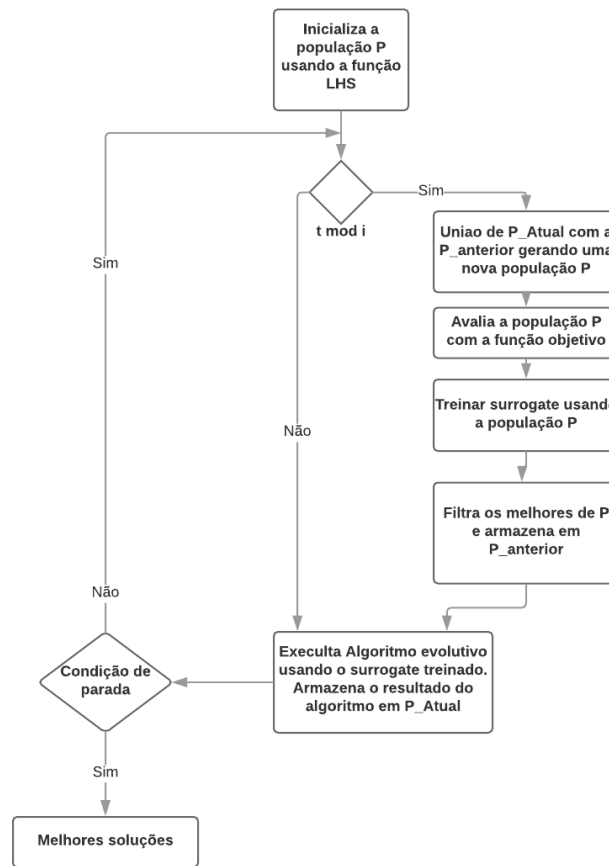 Inicializa a
população P
usando a função
LHS
t mod i
Sim
Uniao de P_Atual com a
P_anterior gerando uma
nova população P
Avalia a população P
com a função objetivo
Treinar surrogate usando
a população P
Filtra os melhores de P
e armazena em
P_anterior
Não
Execulta Algoritmo evolutivo
usando o surrogate treinado.
Armazena o resultado do
algoritmo em P_Atual
Condição de
parada
Não
Sim
Sim
Melhores soluções